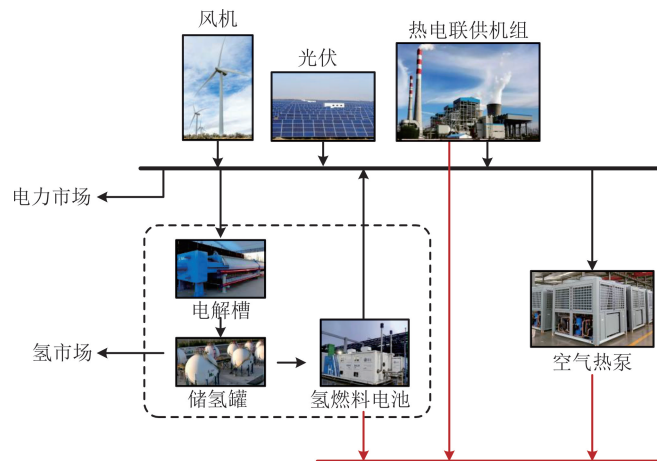 风机
光伏
热电联供机组
电力市场
电解槽
氢市场
储氢罐
氢燃料电池
空气热泵